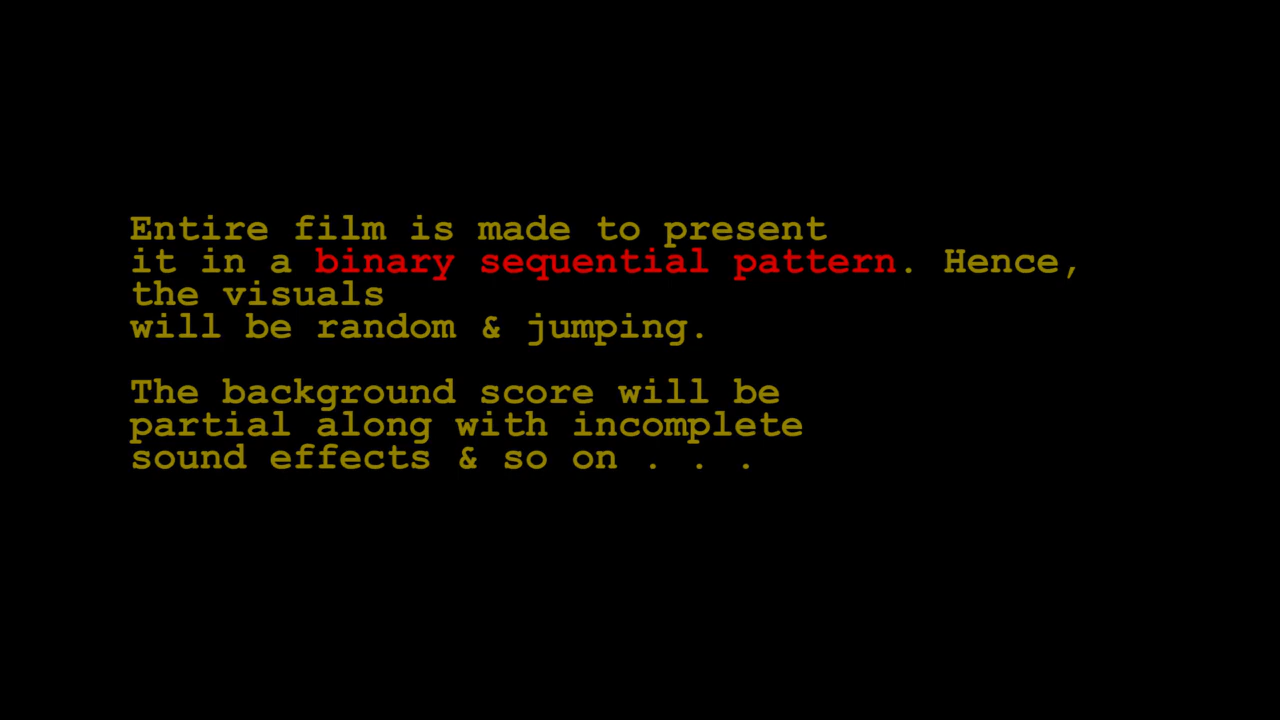 Entire film is made to present
it in a binary sequential pattern. Hence,
the visuals
will be random & jumping.
The background score will be
partial along with incomplete
sound effects & so on . . .